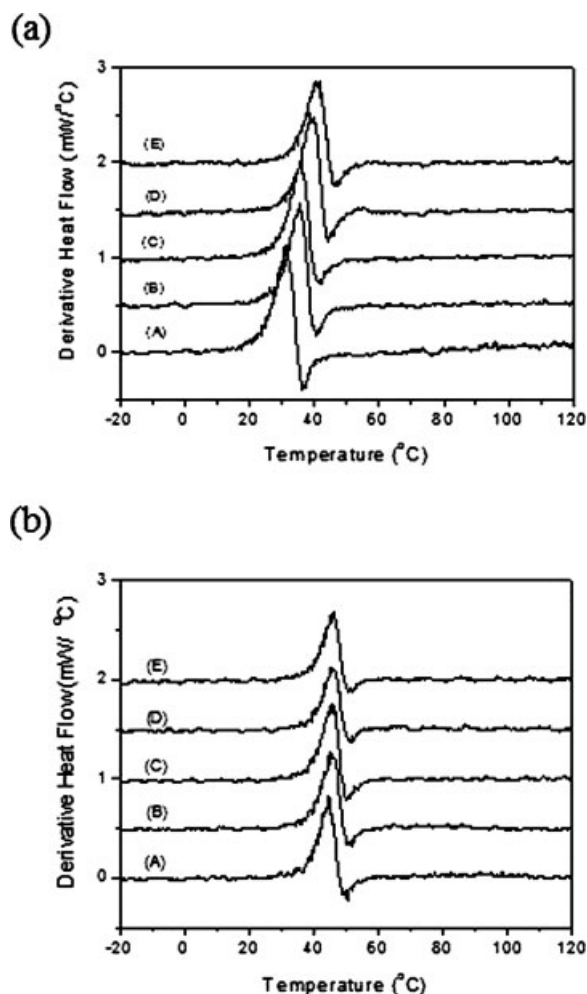 (a)
3
2
1
0
Derivative Heat Flow (mW/°C)
(E)
(D)
(C)
(B)
(A)
-20 0 20 40 60 80 100 120
Temperature (°C)
(b)
3
2
1
0
Derivative Heat Flow(mW/ °C)
(E)
(D)
(C)
(B)
(A)
-20 0 20 40 60 80 100 120
Temperature (°C)